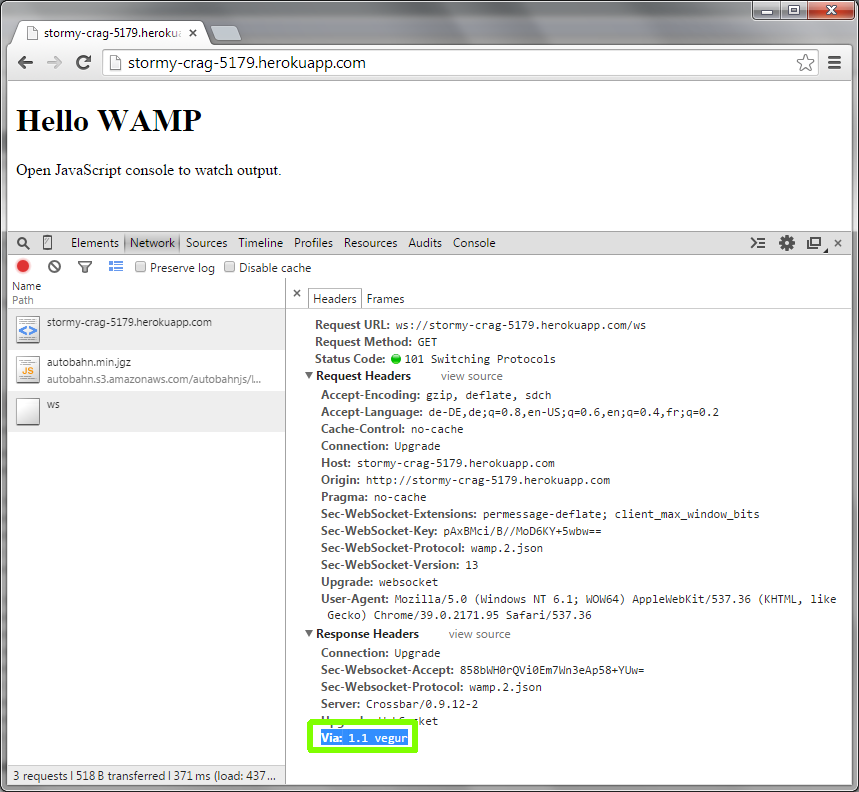 stormy-crag-5179.heroku
stormy-crag-5179.herokuapp.com
Hello WAMP
Open JavaScript console to watch output.
Elements Network Sources Timeline Profiles Resources Audits Console
Preserve log Disable cache
Name
Path
stormy-crag-5179.herokuapp.com
autobahn.min.jgz
autobahn.s3.amazonaws.com/autobahnjs/l...
ws
3 requests | 518 B transferred | 371 ms (load: 437...
Headers Frames
Request URL: ws://stormy-crag-5179.herokuapp.com/ws
Request Method: GET
Status Code: 101 Switching Protocols
Request Headers view source
Accept-Encoding: gzip, deflate, sdch
Accept-Language: de-DE,de;q=0.8,en-US;q=0.6,en;q=0.4,fr;q=0.2
Cache-Control: no-cache
Connection: Upgrade
Host: stormy-crag-5179.herokuapp.com
Origin: http://stormy-crag-5179.herokuapp.com
Pragma: no-cache
Sec-WebSocket-Extensions: permessage-deflate; client_max_window_bits
Sec-WebSocket-Key: pAxBMci/B//MoD6KY+5wbw==
Sec-WebSocket-Protocol: wamp.2.json
Sec-WebSocket-Version: 13
Upgrade: websocket
User-Agent: Mozilla/5.0 (Windows NT 6.1; WOW64) AppleWebKit/537.36 (KHTML, like
Gecko) Chrome/39.0.2171.95 Safari/537.36
Response Headers view source
Connection: Upgrade
Sec-Websocket-Accept: 858bWH0rQVi0Em7Wn3eAp58+YUw=
Sec-Websocket-Protocol: wamp.2.json
Server: Crossbar/0.9.12-2
Upgrade: WebSocket
Via: 1.1 vegur